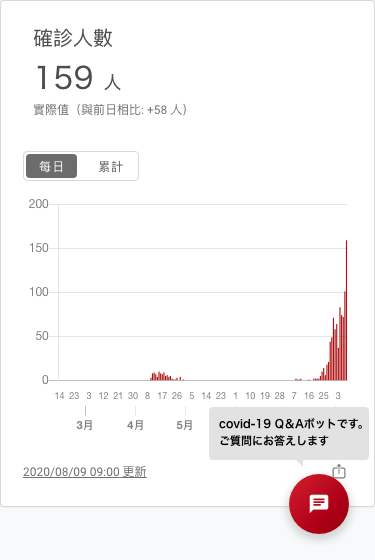 確診人數
159 人
實際值（與前日相比: +58 人）
每日 累計
200
150
100
50
0
14 23 3 12 21 30 8 17 26 5 14 23 1 10 19 28 7 16 25 3
3月 4月 5月
covid-19 Q&Aボットです。
ご質問にお答えします
2020/08/09 09:00 更新